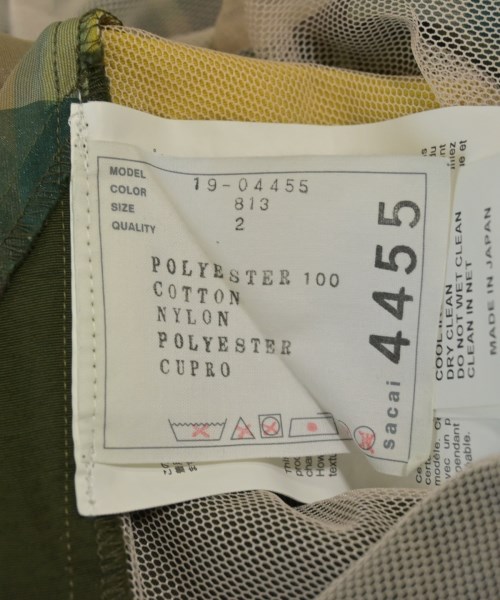 MODEL 19-04455
COLOR 813
SIZE 2
QUALITY
POLYESTER 100
COTTON
NYLON
POLYESTER
CUPRO
sacai 4455
COOL
DRY CLEAN
DO NOT WET CLEAN
CLEAN IN NET
MADE IN JAPAN